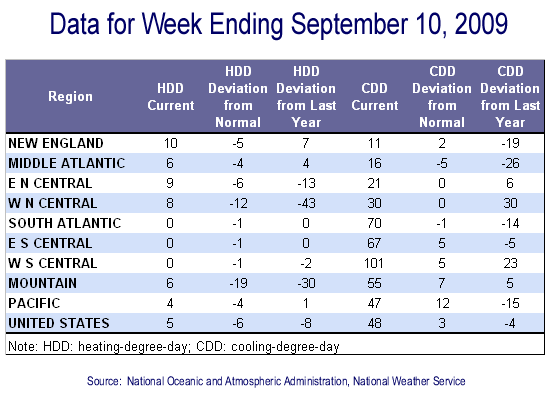 Data for Week Ending September 10, 2009
Region HDD Current HDD Deviation from Normal HDD Deviation from Last Year CDD Current CDD Deviation from Normal CDD Deviation from Last Year
NEW ENGLAND 10 -5 7 11 2 -19
MIDDLE ATLANTIC 6 -4 4 16 -5 -26
E N CENTRAL 9 -6 -13 21 0 6
W N CENTRAL 8 -12 -43 30 0 30
SOUTH ATLANTIC 0 -1 0 70 -1 -14
E S CENTRAL 0 -1 0 67 5 -5
W S CENTRAL 0 -1 -2 101 5 23
MOUNTAIN 6 -19 -30 55 7 5
PACIFIC 4 -4 1 47 12 -15
UNITED STATES 5 -6 -8 48 3 -4
Note: HDD: heating-degree-day; CDD: cooling-degree-day
Source: National Oceanic and Atmospheric Administration, National Weather Service